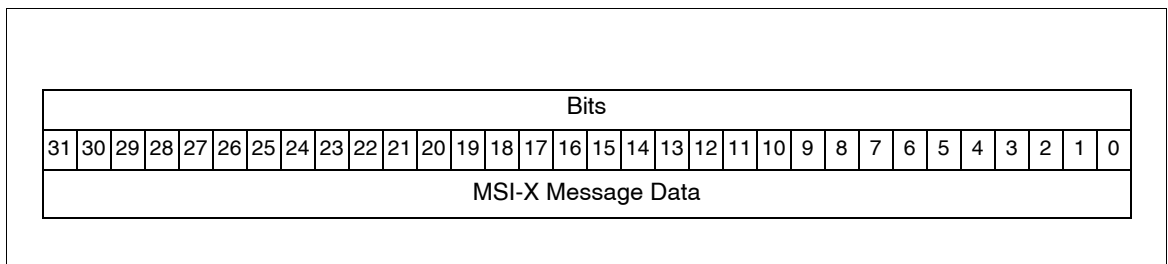 Bits
31 30 29 28 27 26 25 24 23 22 21 20 19 18 17 16 15 14 13 12 11 10 9 8 7 6 5 4 3 2 1 0
MSI-X Message Data